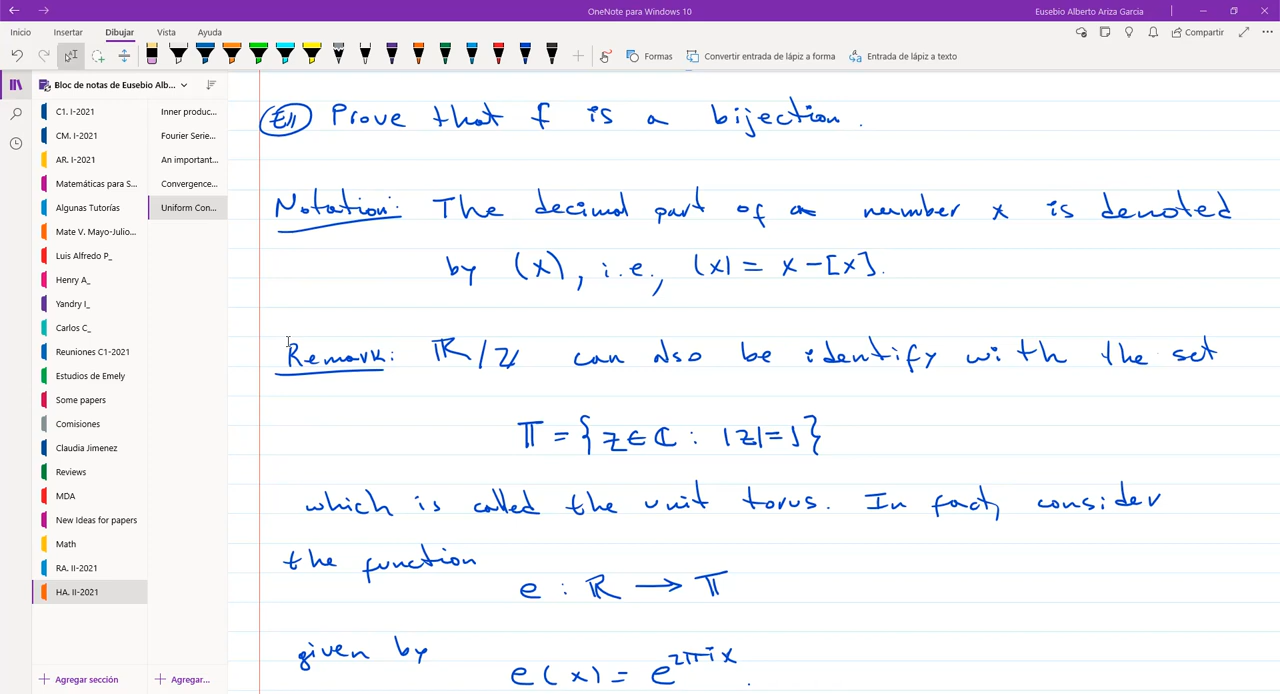 OneNote para Windows 10
Eusebio Alberto Ariza Garcia
Inicio Insertar Dibujar Vista Ayuda
Compartir
Formas Convertir entrada de lápiz a forma Entrada de lápiz a texto
Bloc de notas de Eusebio Alb...
C1. I-2021
CM. I-2021
AR. I-2021
Matemáticas para S...
Algunas Tutorías
Mate V. Mayo-Julio...
Luis Alfredo P_
Henry A_
Yandry I_
Carlos C_
Reuniones C1-2021
Estudios de Emely
Some papers
Comisiones
Claudia Jimenez
Reviews
MDA
New Ideas for papers
Math
RA. II-2021
HA. II-2021
Agregar sección
Inner produc...
Fourier Serie...
An important...
Convergence...
Uniform Con...
Agregar...
E11 Prove that f is a bijection.
Notation: The decimal part of a number x is denoted
by (x), i.e., (x) = x - [x].
Remark: ℝ/ℤ can also be identify with the set
𝕋 = {z ∈ ℂ : |z| = 1}
which is called the unit torus. In fact, consider
the function
e : ℝ → 𝕋
given by
e(x) = e^{2πix}.